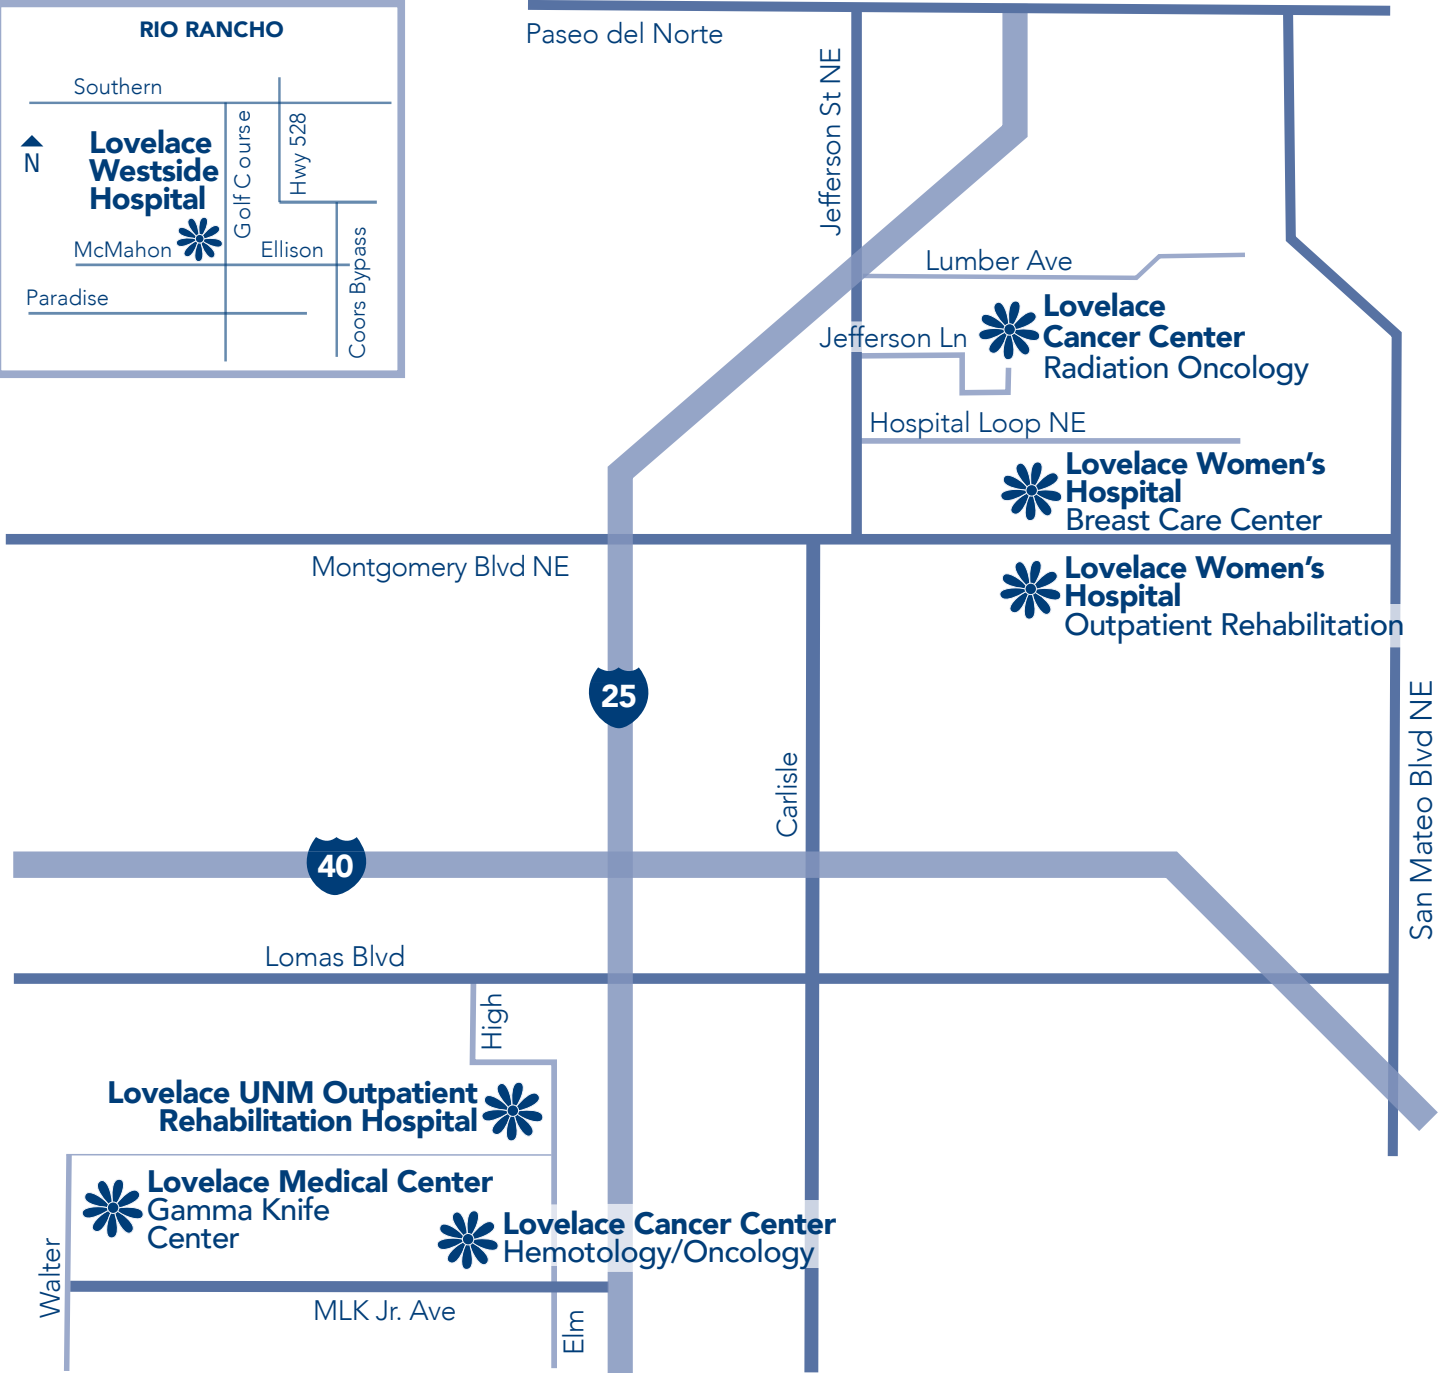 RIO RANCHO
Southern
Lovelace
Westside
Hospital
N
Golf Course
Hwy 528
McMahon
Ellison
Paradise
Coors Bypass
Paseo del Norte
Jefferson St NE
Lumber Ave
Lovelace
Cancer Center
Radiation Oncology
Jefferson Ln
Hospital Loop NE
Lovelace Women's
Hospital
Breast Care Center
Montgomery Blvd NE
Lovelace Women's
Hospital
Outpatient Rehabilitation
25
Carlisle
San Mateo Blvd NE
40
Lomas Blvd
High
Lovelace UNM Outpatient
Rehabilitation Hospital
Lovelace Medical Center
Gamma Knife
Center
Lovelace Cancer Center
Hemotology/Oncology
Walter
MLK Jr. Ave
Elm